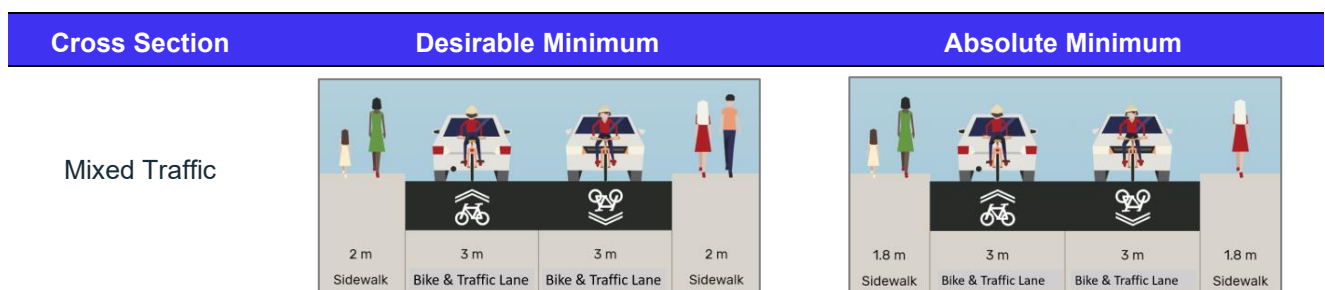 Cross Section Desirable Minimum Absolute Minimum
Mixed Traffic
2 m 3 m 3 m 2 m
Sidewalk Bike & Traffic Lane Bike & Traffic Lane Sidewalk
1.8 m 3 m 3 m 1.8 m
Sidewalk Bike & Traffic Lane Bike & Traffic Lane Sidewalk